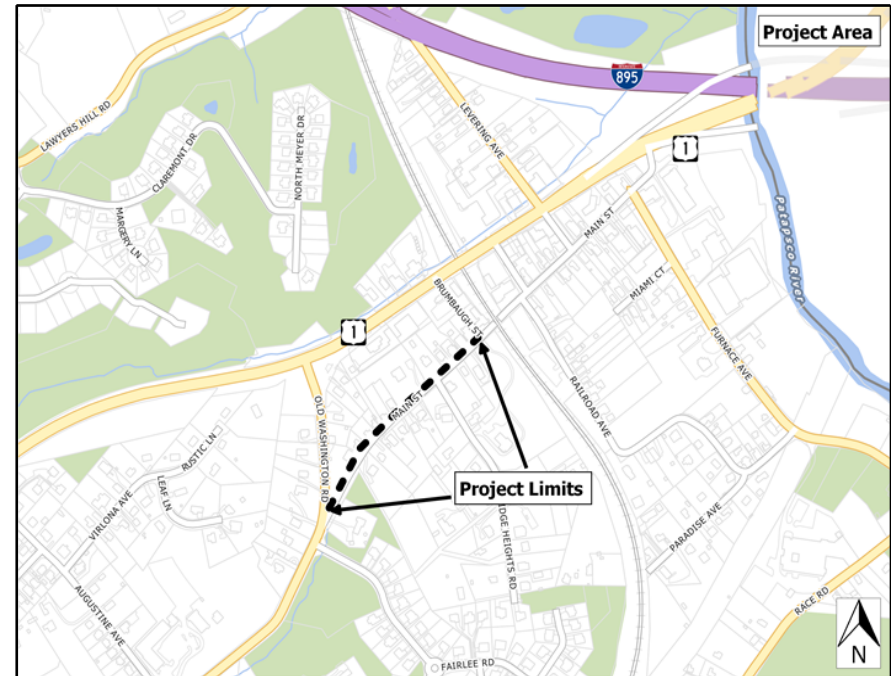 Project Area
895
LAWYERS HILL RD
CLAREMONT DR
NORTH MEYER DR
LEVERING AVE
1
MARGERY LN
MAIN ST
Patapsco River
MIAMI CT
BRUMBAUGH ST
1
FURNACE AVE
RAILROAD AVE
OLD WASHINGTON RD
MAIN ST
RUSTIC LN
Project Limits
LEAF LN
VIRLONA AVE
IDGE HEIGHTS RD
PARADISE AVE
AUGUSTINE AVE
RACE RD
FAIRLEE RD
N